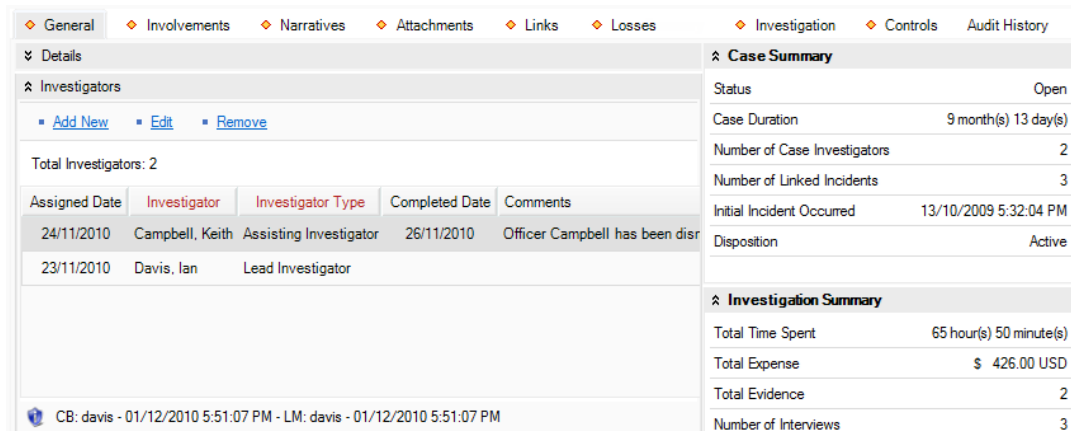 General Involvements Narratives Attachments Links Losses Investigation Controls Audit History
Details
Investigators
Add New Edit Remove
Total Investigators: 2
Assigned Date Investigator Investigator Type Completed Date Comments
24/11/2010 Campbell, Keith Assisting Investigator 26/11/2010 Officer Campbell has been disr
23/11/2010 Davis, Ian Lead Investigator
CB: davis - 01/12/2010 5:51:07 PM - LM: davis - 01/12/2010 5:51:07 PM
Case Summary
Status Open
Case Duration 9 month(s) 13 day(s)
Number of Case Investigators 2
Number of Linked Incidents 3
Initial Incident Occurred 13/10/2009 5:32:04 PM
Disposition Active
Investigation Summary
Total Time Spent 65 hour(s) 50 minute(s)
Total Expense $ 426.00 USD
Total Evidence 2
Number of Interviews 3